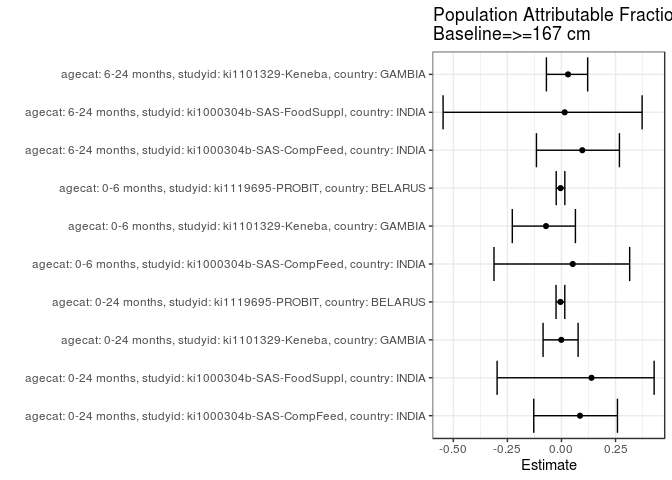 Population Attributable Fractio
Baseline=>=167 cm
agecat: 6-24 months, studyid: ki1101329-Keneba, country: GAMBIA
agecat: 6-24 months, studyid: ki1000304b-SAS-FoodSuppl, country: INDIA
agecat: 6-24 months, studyid: ki1000304b-SAS-CompFeed, country: INDIA
agecat: 0-6 months, studyid: ki1119695-PROBIT, country: BELARUS
agecat: 0-6 months, studyid: ki1101329-Keneba, country: GAMBIA
agecat: 0-6 months, studyid: ki1000304b-SAS-CompFeed, country: INDIA
agecat: 0-24 months, studyid: ki1119695-PROBIT, country: BELARUS
agecat: 0-24 months, studyid: ki1101329-Keneba, country: GAMBIA
agecat: 0-24 months, studyid: ki1000304b-SAS-FoodSuppl, country: INDIA
agecat: 0-24 months, studyid: ki1000304b-SAS-CompFeed, country: INDIA
-0.50 -0.25 0.00 0.25
Estimate